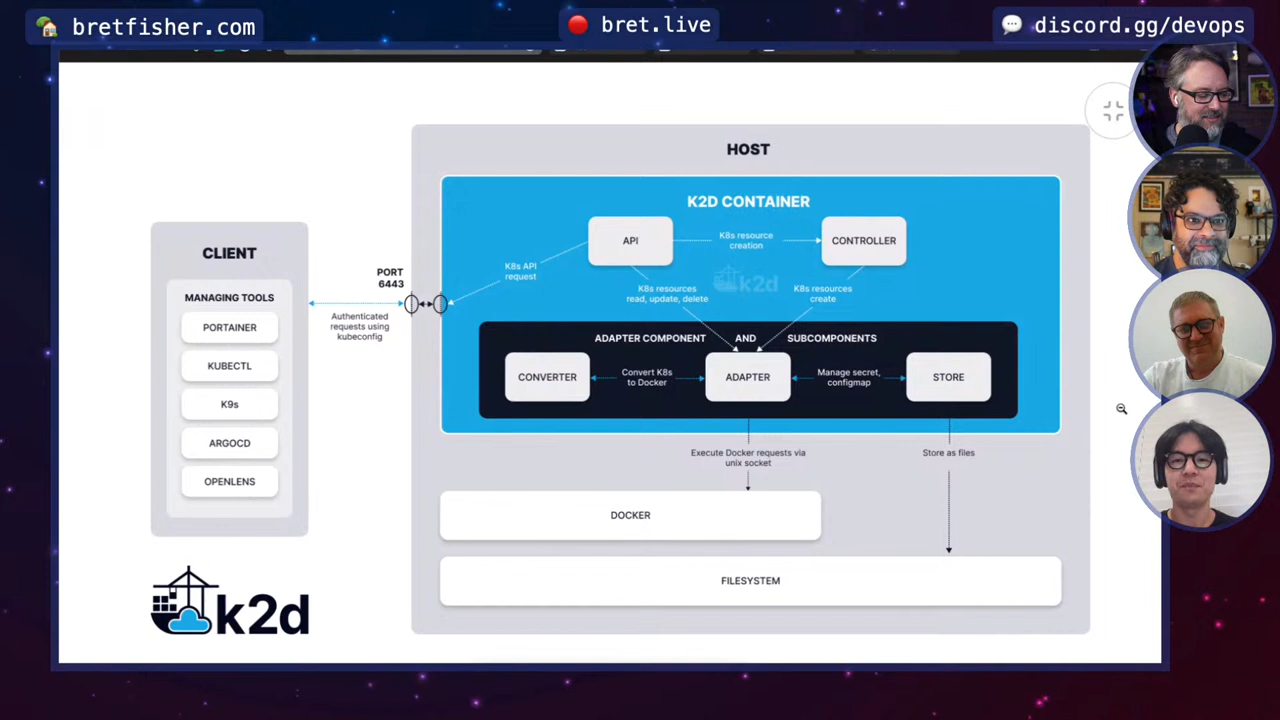 bretfisher.com
bret.live
discord.gg/devops
HOST
K2D CONTAINER
API
K8s resource
creation
CONTROLLER
K8s API
request
k2d
K8s resources
read, update, delete
K8s resources
create
CLIENT
MANAGING TOOLS
PORTAINER
KUBECTL
K9s
ARGOCD
OPENLENS
PORT
6443
Authenticated
requests using
kubeconfig
ADAPTER COMPONENT AND SUBCOMPONENTS
CONVERTER
Convert K8s
to Docker
ADAPTER
Manage secret,
configmap
STORE
Execute Docker requests via
unix socket
Store as files
DOCKER
FILESYSTEM
k2d